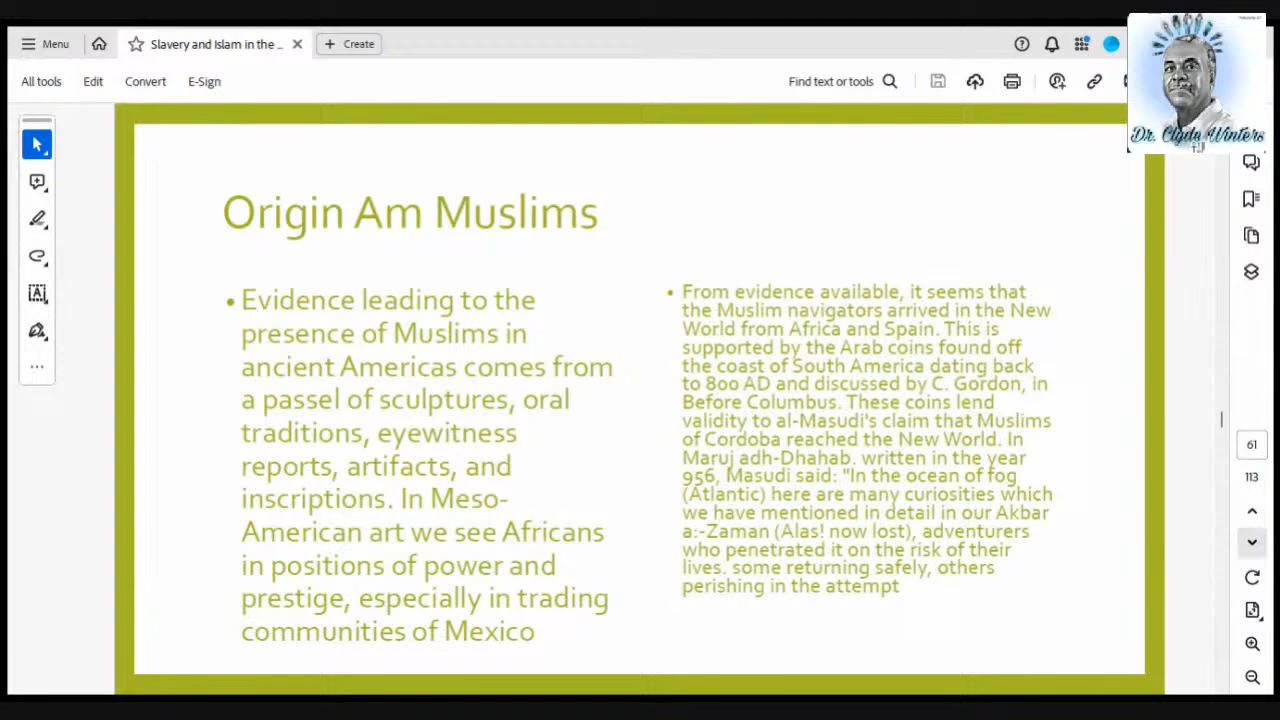 Menu
Slavery and Islam in the ...
Create
All tools
Edit
Convert
E-Sign
Find text or tools
Dr. Clyde Winters
Origin Am Muslims
• Evidence leading to the
presence of Muslims in
ancient Americas comes from
a passel of sculptures, oral
traditions, eyewitness
reports, artifacts, and
inscriptions. In Meso-
American art we see Africans
in positions of power and
prestige, especially in trading
communities of Mexico
• From evidence available, it seems that
the Muslim navigators arrived in the New
World from Africa and Spain. This is
supported by the Arab coins found off
the coast of South America dating back
to 800 AD and discussed by C. Gordon, in
Before Columbus. These coins lend
validity to al-Masudi's claim that Muslims
of Cordoba reached the New World. In
Maruj adh-Dhahab. written in the year
956, Masudi said: "In the ocean of fog
(Atlantic) here are many curiosities which
we have mentioned in detail in our Akbar
a:-Zaman (Alas! now lost), adventurers
who penetrated it on the risk of their
lives. some returning safely, others
perishing in the attempt
61
113